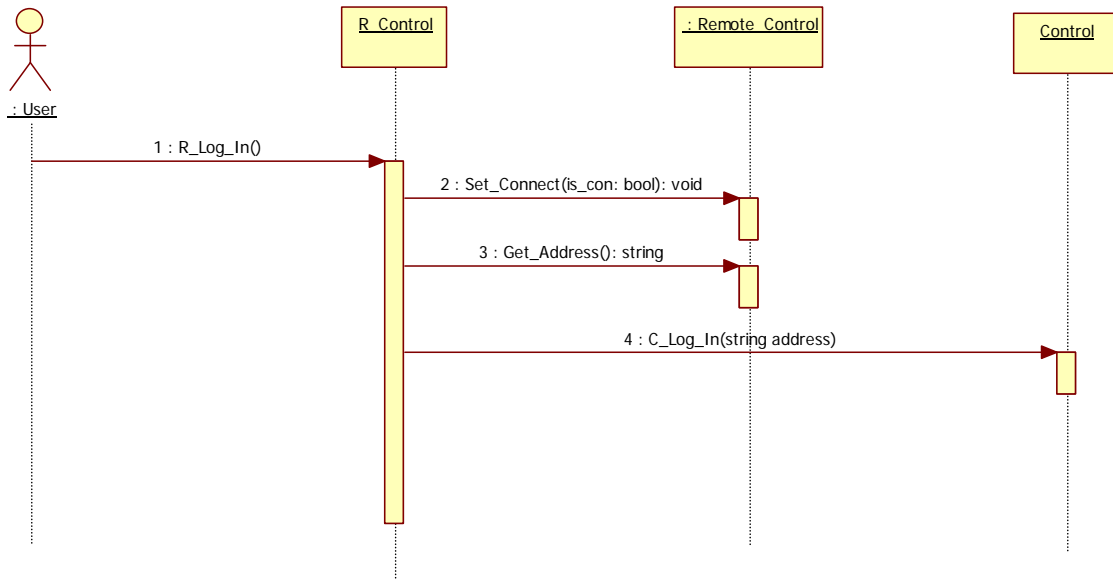 R_Control
: Remote_Control
Control
: User
1 : R_Log_In()
2 : Set_Connect(is_con: bool): void
3 : Get_Address(): string
4 : C_Log_In(string address)